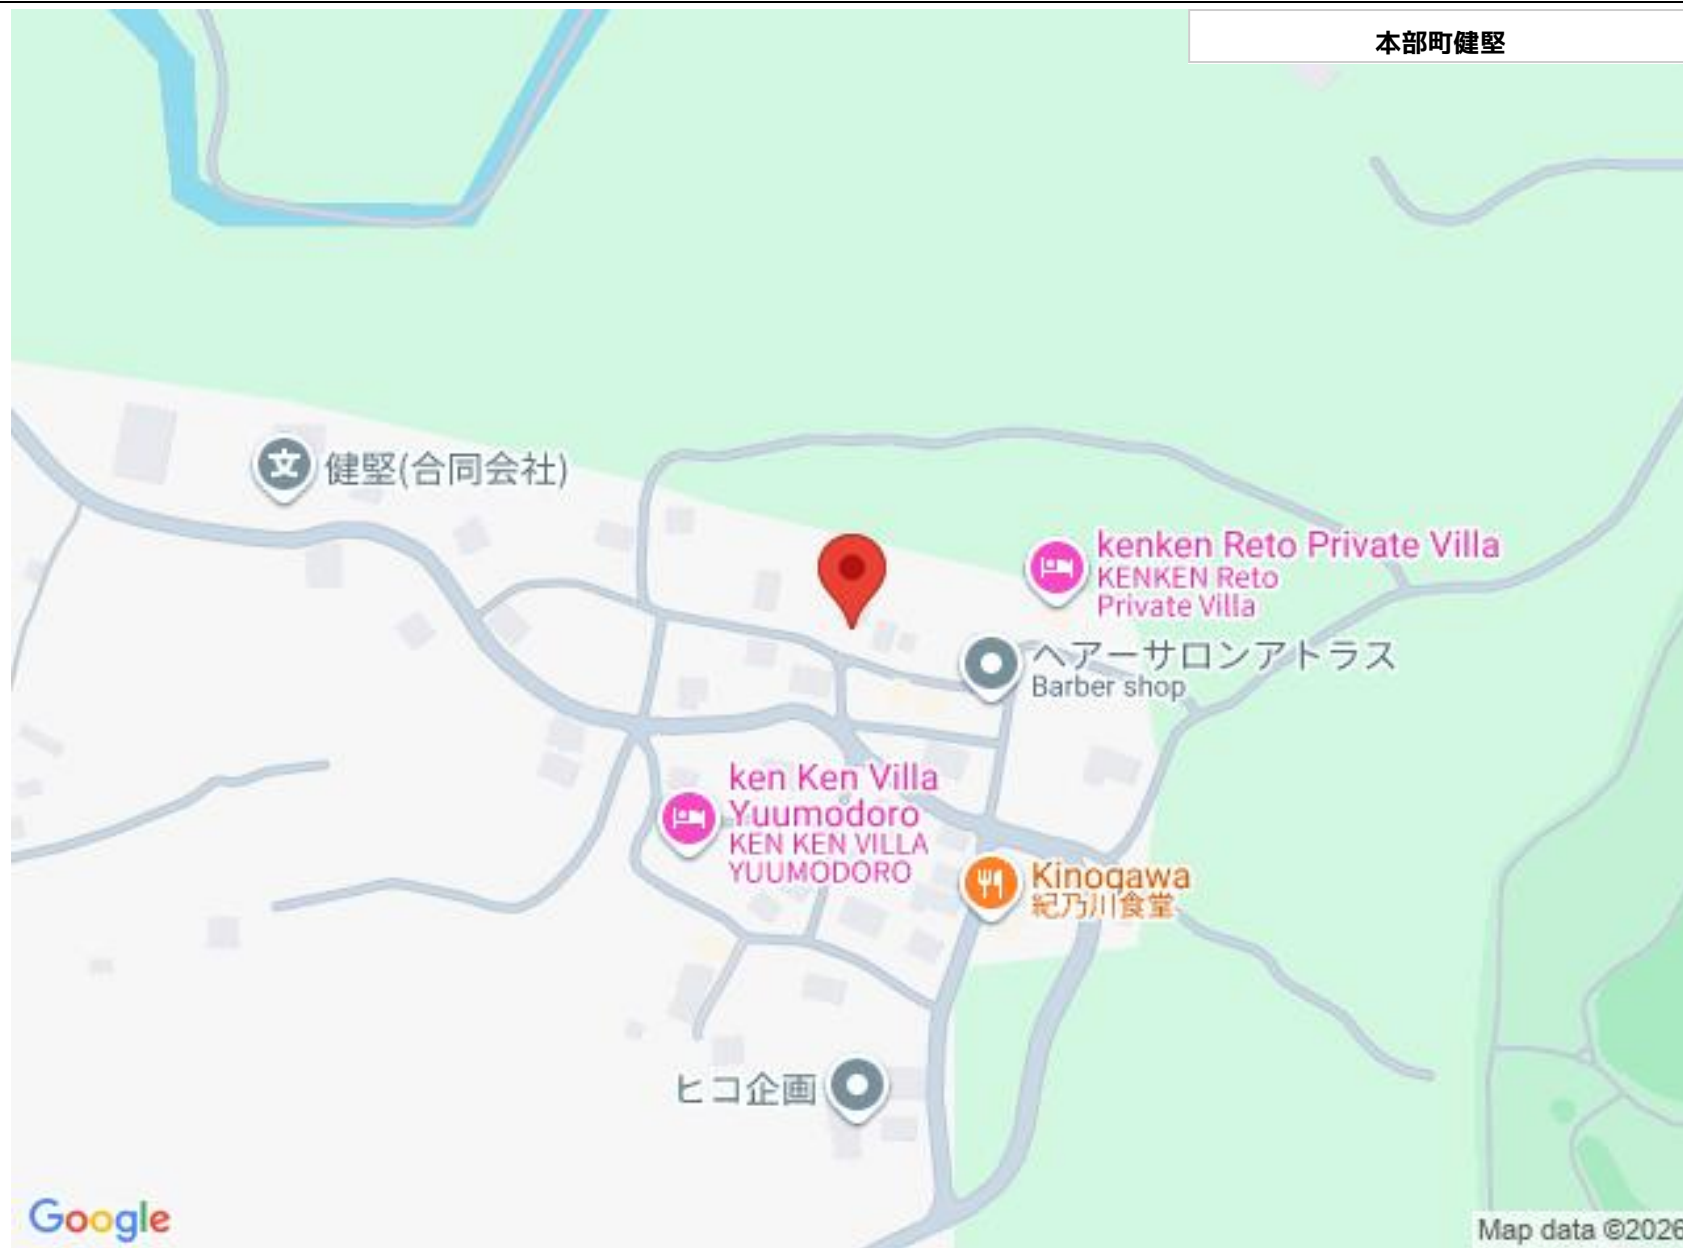 本部町健堅
文 健堅(合同会社)
kenken Reto Private Villa
KENKEN Reto
Private Villa
ヘアーサロンアトラス
Barber shop
ken Ken Villa
Yuumodoro
KEN KEN VILLA
YUUMODORO
Kinogawa
紀乃川食堂
ヒコ企画
Google
Map data ©2026